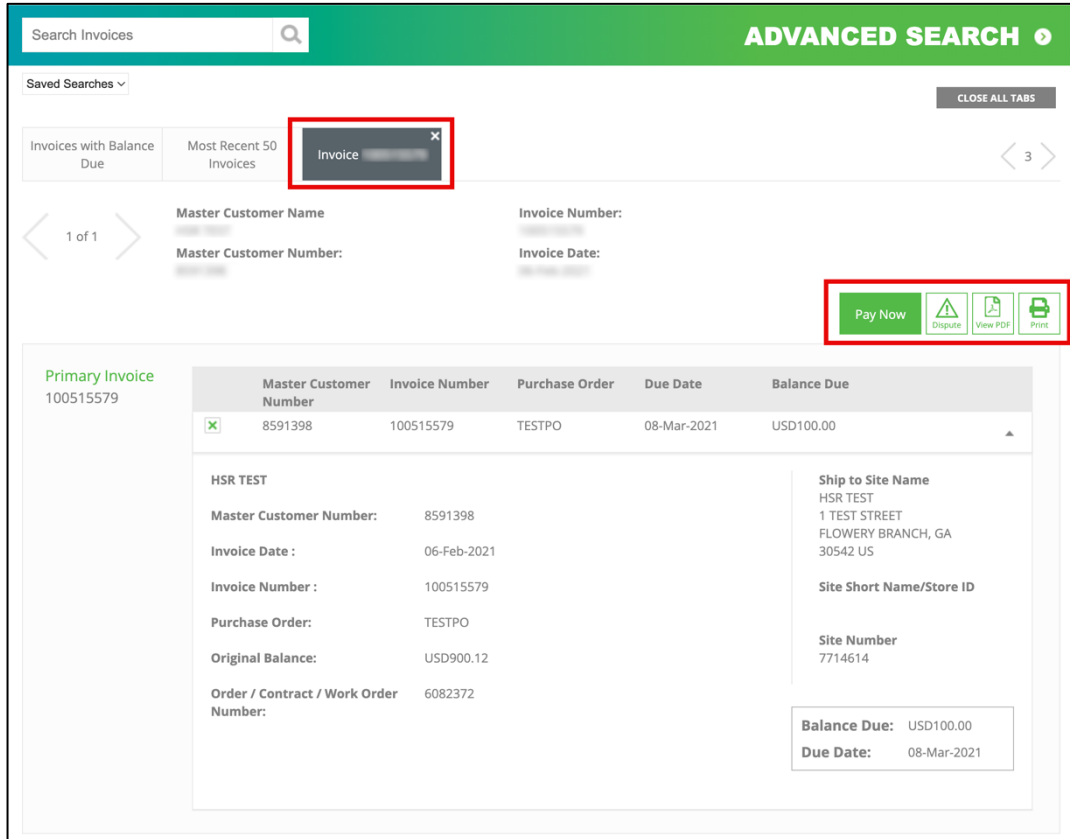 Search Invoices
ADVANCED SEARCH
Saved Searches
CLOSE ALL TABS
Invoices with Balance
Due
Most Recent 50
Invoices
Invoice
3
1 of 1
Master Customer Name
Master Customer Number:
Invoice Number:
Invoice Date:
Pay Now
Dispute
View PDF
Print
Primary Invoice
100515579
Master Customer
Number
Invoice Number
Purchase Order
Due Date
Balance Due
8591398
100515579
TESTPO
08-Mar-2021
USD100.00
HSR TEST
Master Customer Number: 8591398
Invoice Date : 06-Feb-2021
Invoice Number : 100515579
Purchase Order: TESTPO
Original Balance: USD900.12
Order / Contract / Work Order 6082372
Number:
Ship to Site Name
HSR TEST
1 TEST STREET
FLOWERY BRANCH, GA
30542 US
Site Short Name/Store ID
Site Number
7714614
Balance Due: USD100.00
Due Date: 08-Mar-2021